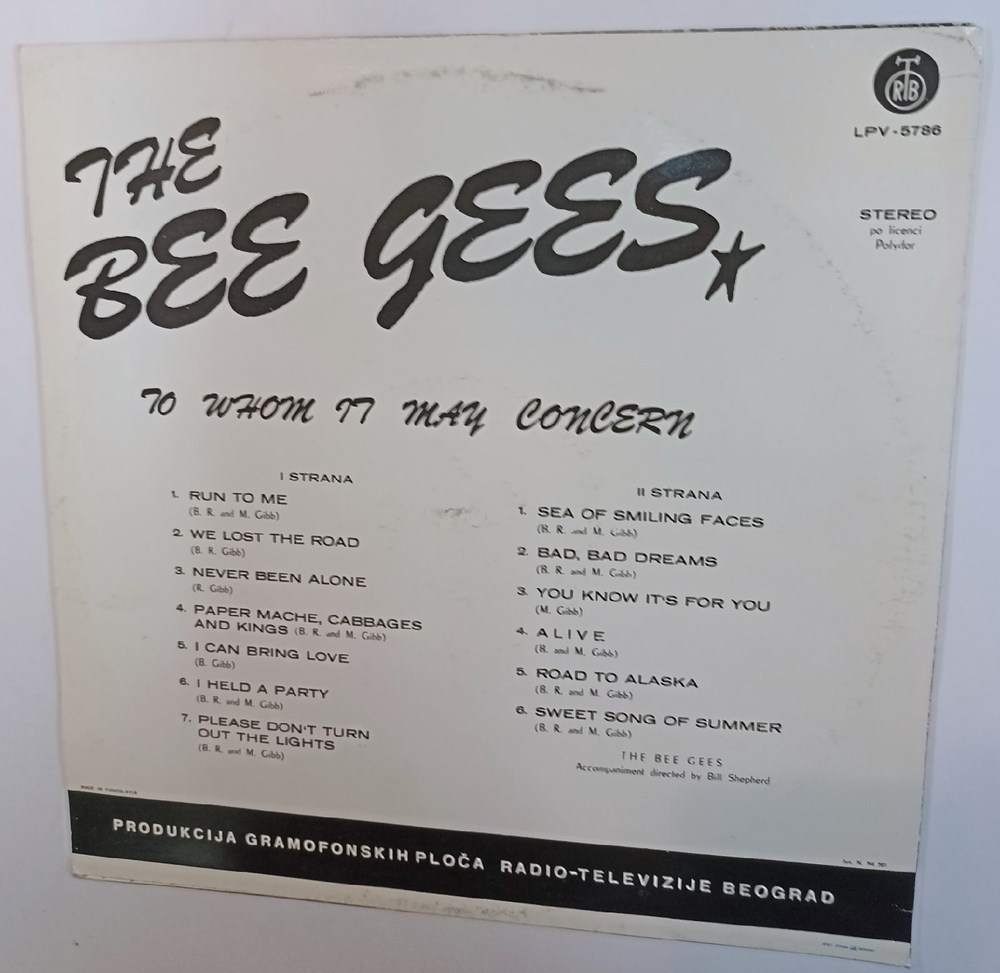 RTB
LPV-5786
STEREO
po licenci
Polydor
THE
BEE GEES
TO WHOM IT MAY CONCERN
I STRANA
1. RUN TO ME
(B. R. and M. Gibb)
2. WE LOST THE ROAD
(B. R. Gibb)
3. NEVER BEEN ALONE
(R. Gibb)
4. PAPER MACHE, CABBAGES
AND KINGS (B. R. and M. Gibb)
5. I CAN BRING LOVE
(B. Gibb)
6. I HELD A PARTY
(B. R. and M. Gibb)
7. PLEASE DON'T TURN
OUT THE LIGHTS
(B. R. and M. Gibb)
II STRANA
1. SEA OF SMILING FACES
(B. R. and M. Gibb)
2. BAD, BAD DREAMS
(B. R. and M. Gibb)
3. YOU KNOW IT'S FOR YOU
(M. Gibb)
4. ALIVE
(B. and M. Gibb)
5. ROAD TO ALASKA
(B. R. and M. Gibb)
6. SWEET SONG OF SUMMER
(B. R. and M. Gibb)
THE BEE GEES
Accompaniment directed by Bill Shepherd
MADE IN YUGOSLAVIA
PRODUKCIJA GRAMOFONSKIH PLOČA RADIO-TELEVIZIJE BEOGRAD